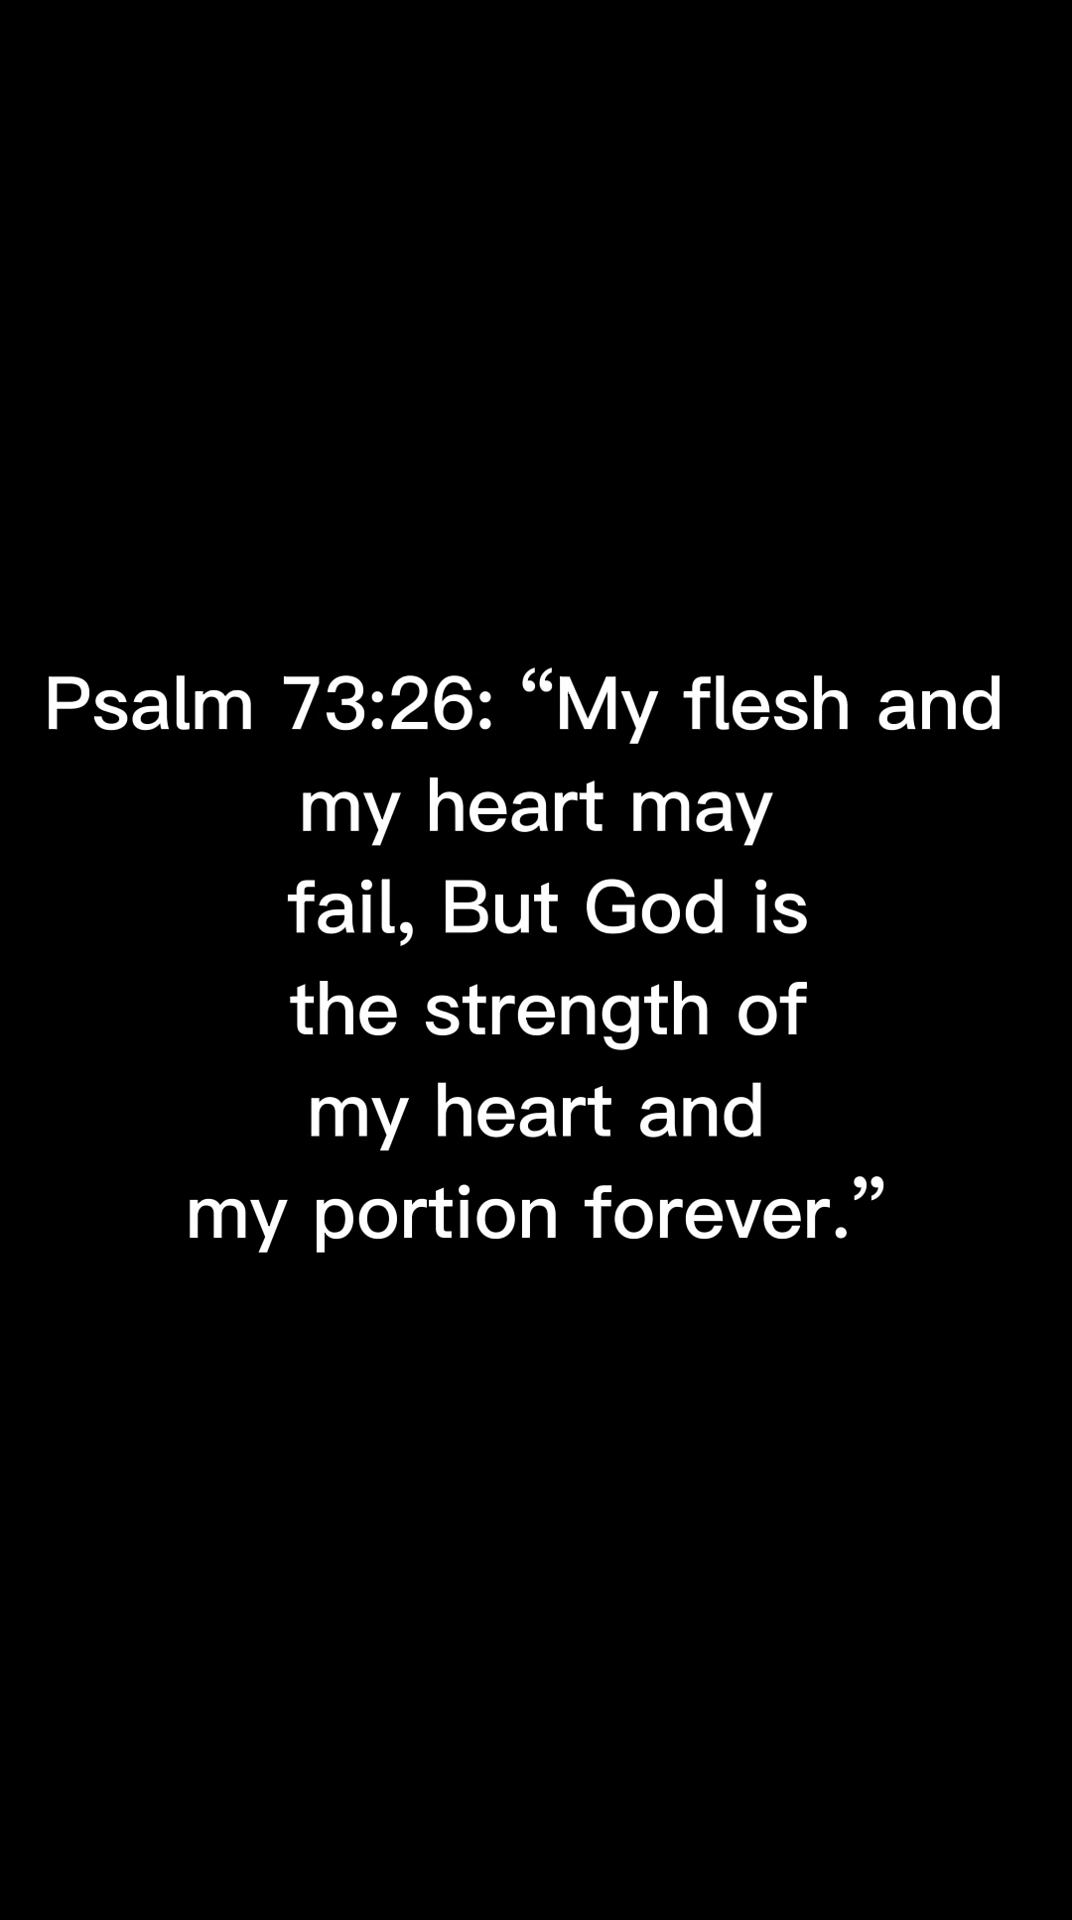 Psalm 73:26: “My flesh and
my heart may
fail, But God is
the strength of
my heart and
my portion forever.”